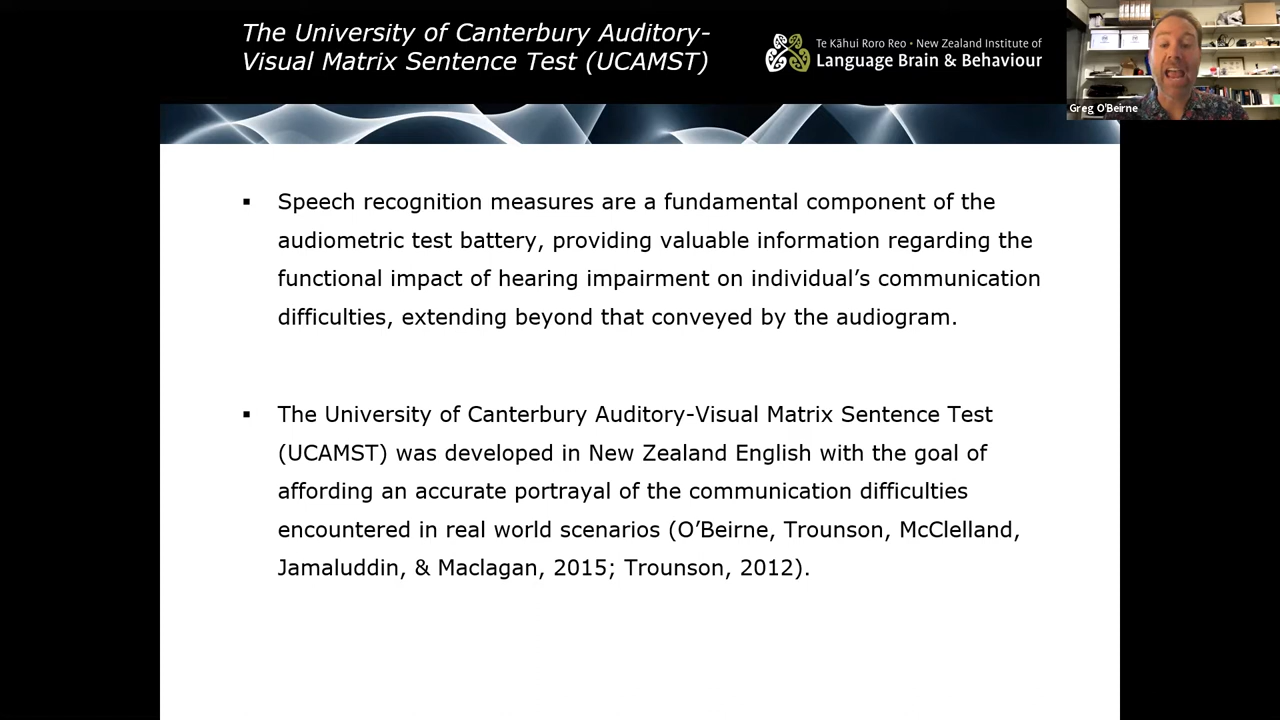 The University of Canterbury Auditory-
Visual Matrix Sentence Test (UCAMST)
Te Kāhui Roro Reo • New Zealand Institute of
Language Brain & Behaviour
Greg O'Beirne
▪ Speech recognition measures are a fundamental component of the
audiometric test battery, providing valuable information regarding the
functional impact of hearing impairment on individual’s communication
difficulties, extending beyond that conveyed by the audiogram.
▪ The University of Canterbury Auditory-Visual Matrix Sentence Test
(UCAMST) was developed in New Zealand English with the goal of
affording an accurate portrayal of the communication difficulties
encountered in real world scenarios (O’Beirne, Trounson, McClelland,
Jamaluddin, & Maclagan, 2015; Trounson, 2012).